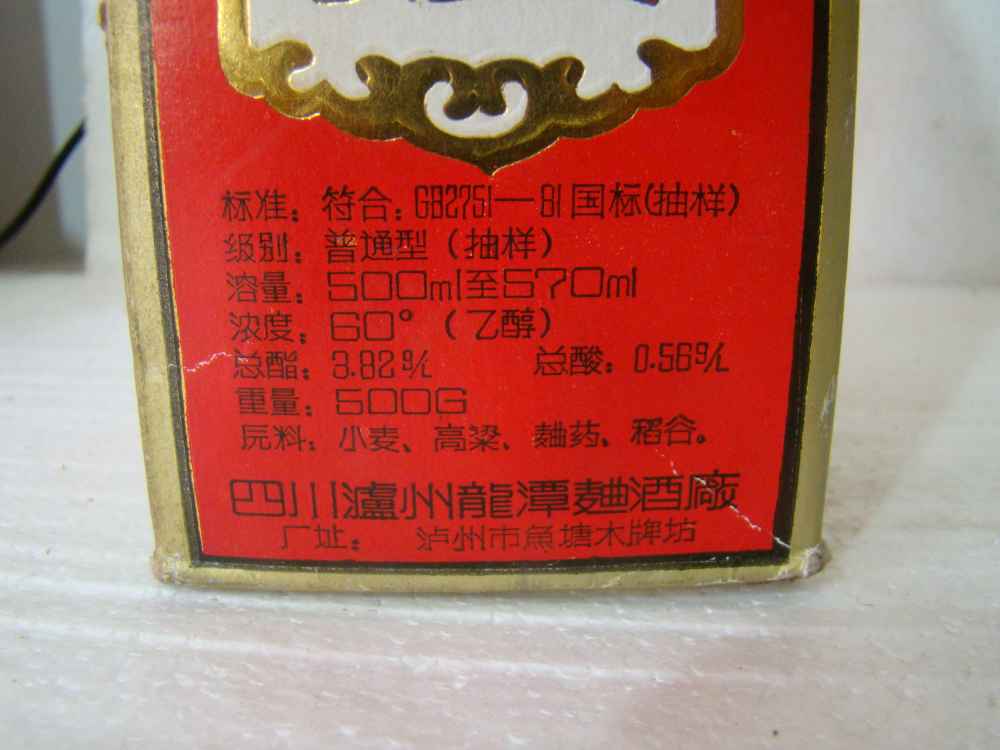 标准：符合：GB2751—81国标(抽样)
级别：普通型（抽样）
溶量：500ml至570ml
浓度：60°（乙醇）
总酯：3.82g/L 总酸：0.56g/L
重量：500G
原料：小麦、高粱、麯药、稻谷。
四川瀘州龍潭麯酒廠
厂址：泸州市魚塘木牌坊